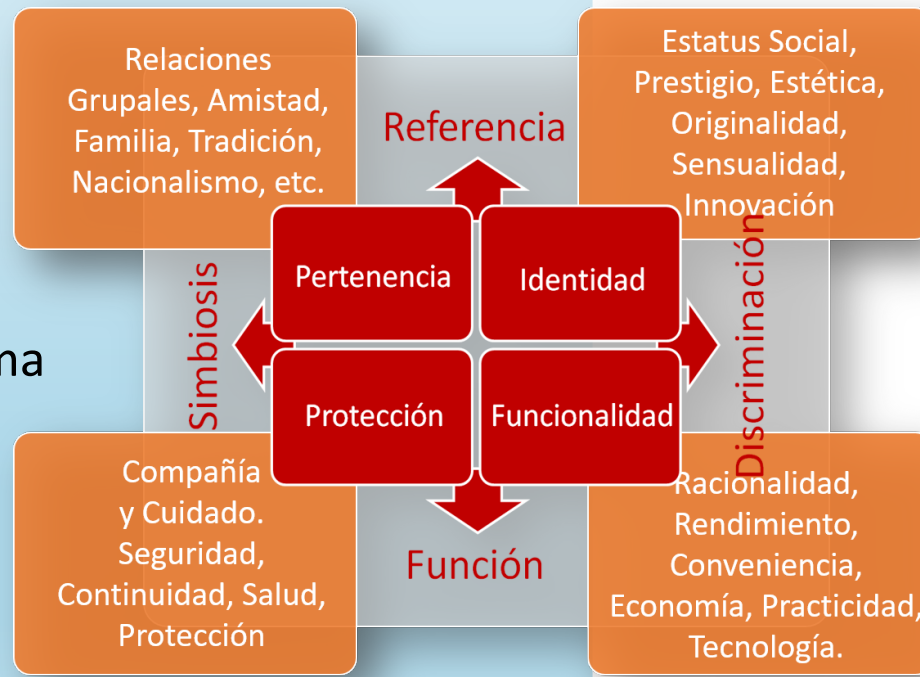 Relaciones
Grupales, Amistad,
Familia, Tradición,
Nacionalismo, etc.
Referencia
Estatus Social,
Prestigio, Estética,
Originalidad,
Sensualidad,
Innovación
Simbiosis
Pertenencia
Identidad
Discriminación
ma
Protección
Funcionalidad
Compañía
y Cuidado.
Seguridad,
Continuidad, Salud,
Protección
Función
Racionalidad,
Rendimiento,
Conveniencia,
Economía, Practicidad,
Tecnología.